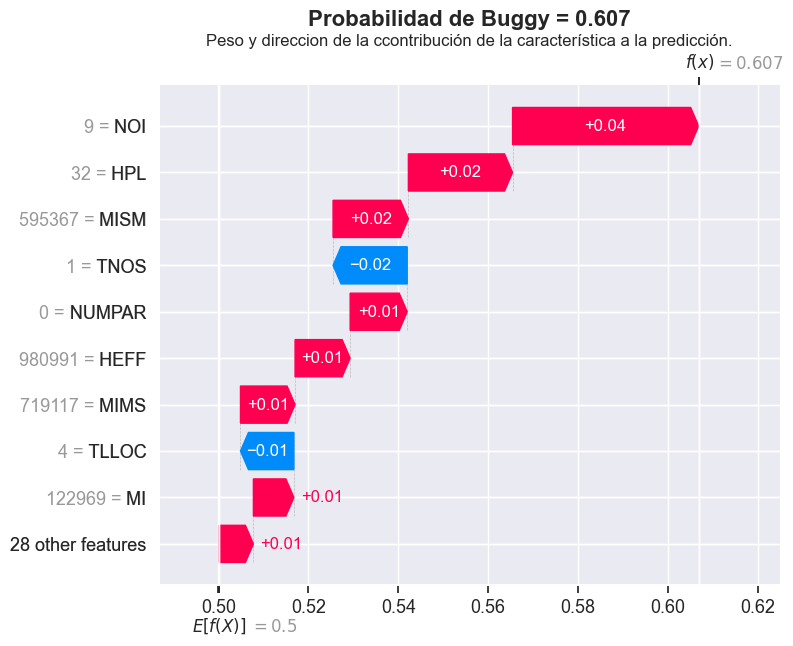 Probabilidad de Buggy = 0.607
Peso y direccion de la ccontribución de la característica a la predicción.
f(x) = 0.607
9 = NOI
+0.04
32 = HPL
+0.02
595367 = MISM
+0.02
1 = TNOS
−0.02
0 = NUMPAR
+0.01
980991 = HEFF
+0.01
719117 = MIMS
+0.01
4 = TLLOC
−0.01
122969 = MI
+0.01
28 other features
+0.01
0.50 0.52 0.54 0.56 0.58 0.60 0.62
E[f(X)] = 0.5